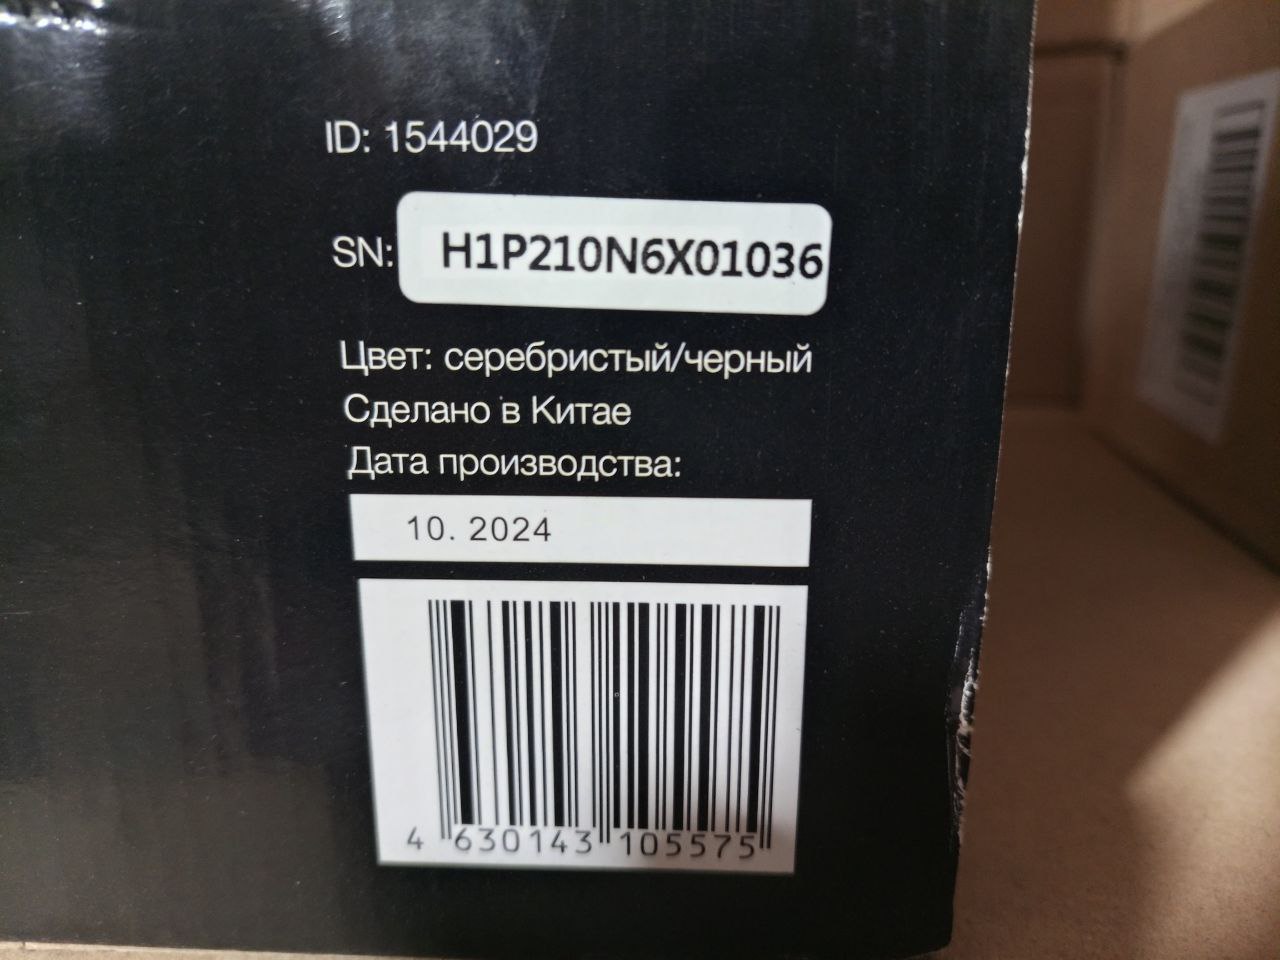 ID: 1544029
SN: H1P210N6X01036
Цвет: серебристый/черный
Сделано в Китае
Дата производства:
10. 2024
4 630143 105575